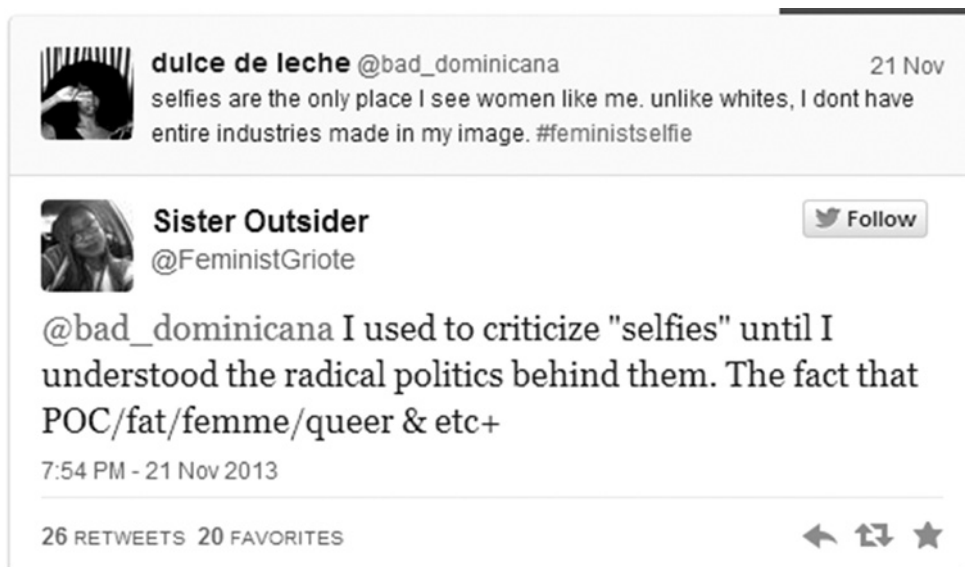 dulce de leche @bad_dominicana 21 Nov
selfies are the only place I see women like me. unlike whites, I dont have
entire industries made in my image. #feministselfie
Sister Outsider Follow
@FeministGriote
@bad_dominicana I used to criticize "selfies" until I
understood the radical politics behind them. The fact that
POC/fat/femme/queer & etc+
7:54 PM - 21 Nov 2013
26 RETWEETS 20 FAVORITES